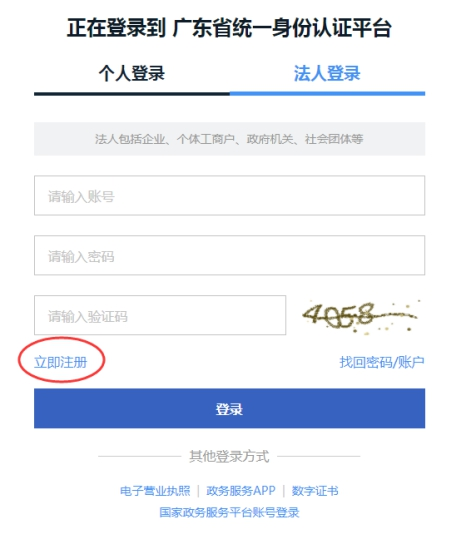 正在登录到 广东省统一身份认证平台
个人登录 法人登录
法人包括企业、个体工商户、政府机关、社会团体等
请输入账号
请输入密码
请输入验证码 4058
立即注册 找回密码/账户
登录
其他登录方式
电子营业执照 | 政务服务APP | 数字证书
国家政务服务平台账号登录